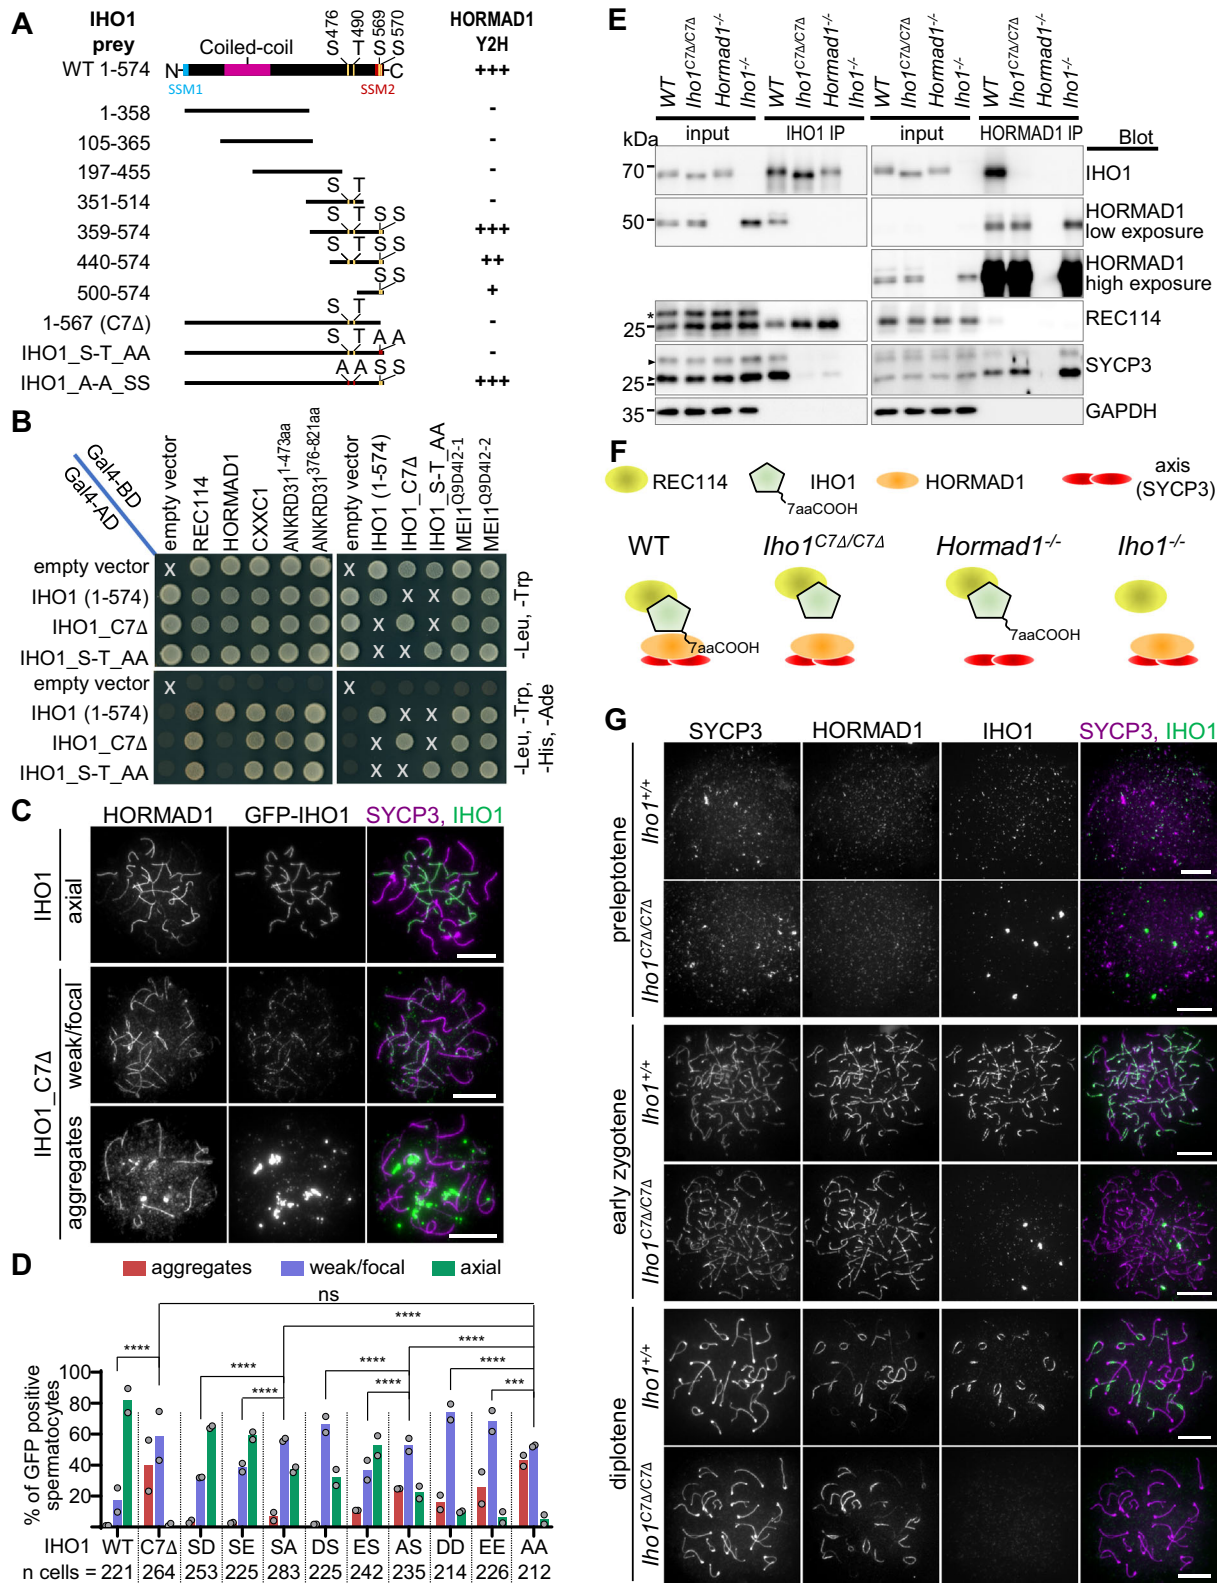 A
IHO1 prey
HORMAD1 Y2H
S476 T490 S569 S570
S T S S
Coiled-coil
WT 1-574 N C +++
SSM1 SSM2
1-358 -
105-365 -
197-455 -
S T
351-514 -
S T S S
359-574 +++
S T S S
440-574 ++
S S
500-574 +
S T
1-567 (C7Δ) -
S T A A
IHO1_S-T_AA -
A A S S
IHO1_A-A_SS +++
B
Gal4-BD
Gal4-AD
empty vector
REC114
HORMAD1
CXXC1
ANKRD31 1-473aa
ANKRD31 376-821aa
empty vector
IHO1 (1-574)
IHO1_C7Δ
IHO1_S-T_AA
MEI1 Q9D4I2-1
MEI1 Q9D4I2-2
empty vector X X
IHO1 (1-574) X X
IHO1_C7Δ X X
IHO1_S-T_AA X X
-Leu, -Trp
empty vector X X
IHO1 (1-574) X X
IHO1_C7Δ X X
IHO1_S-T_AA X X
-Leu, -Trp,
-His, -Ade
C
HORMAD1 GFP-IHO1 SYCP3, IHO1
IHO1
axial
IHO1_C7Δ
weak/focal
aggregates
D
aggregates weak/focal axial
ns
****
****
****
****
****
****
****
****
***
% of GFP positive
spermatocytes
100
80
60
40
20
IHO1 WT C7Δ SD SE SA DS ES AS DD EE AA
n cells = 221 264 253 225 283 225 242 235 214 226 212
E
WT Iho1C7Δ/C7Δ Hormad1-/- Iho1-/- WT Iho1C7Δ/C7Δ Hormad1-/- Iho1-/- 
kDa input IHO1 IP input HORMAD1 IP Blot
70 IHO1
50 HORMAD1
low exposure
HORMAD1
high exposure
*
25 REC114
25 SYCP3
35 GAPDH
F
REC114 IHO1 7aaCOOH HORMAD1 axis (SYCP3)
WT Iho1C7Δ/C7Δ Hormad1-/- Iho1-/-
7aaCOOH 7aaCOOH
G
SYCP3 HORMAD1 IHO1 SYCP3, IHO1
preleptotene
Iho1+/+
Iho1C7Δ/C7Δ
early zygotene
Iho1+/+
Iho1C7Δ/C7Δ
diplotene
Iho1+/+
Iho1C7Δ/C7Δ